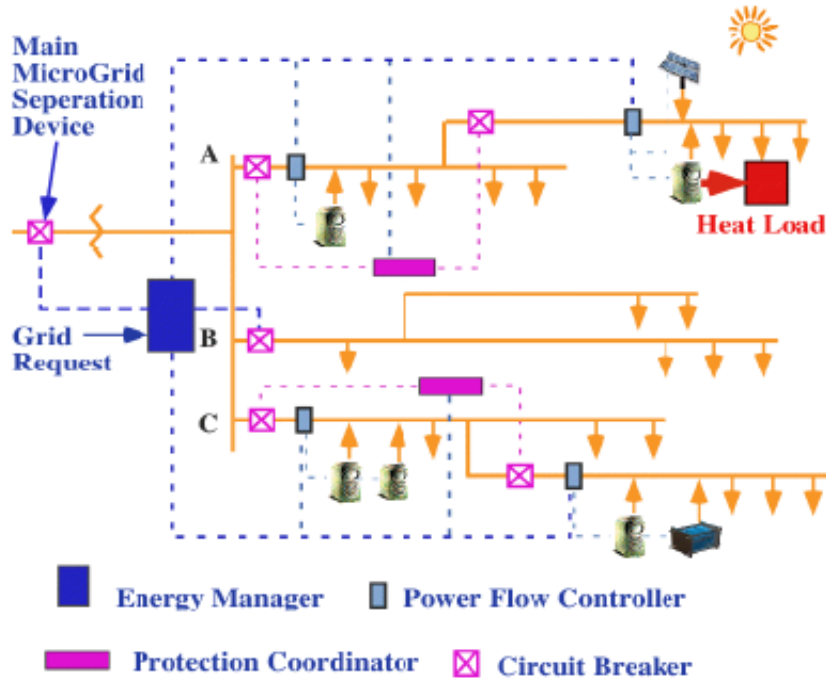 Main
MicroGrid
Seperation
Device
A
Heat Load
Grid
Request
B
C
Energy Manager
Power Flow Controller
Protection Coordinator
Circuit Breaker